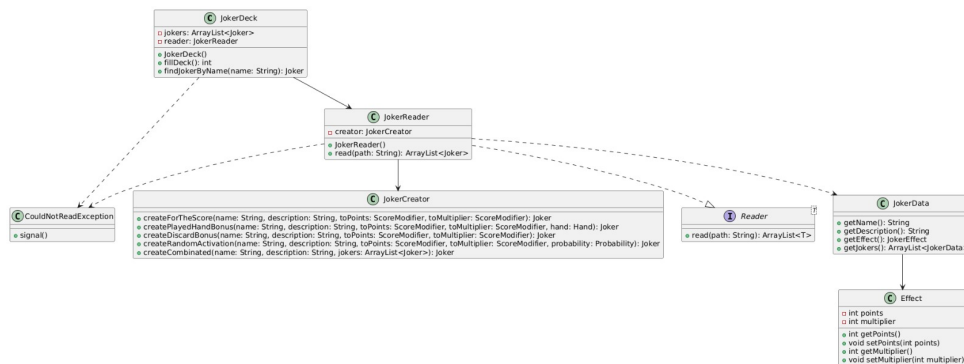 C JokerDeck
jokers: ArrayList<Joker>
reader: JokerReader
JokerDeck()
fillDeck(): int
findJokerByName(name: String): Joker
C JokerReader
creator: JokerCreator
JokerReader()
read(path: String): ArrayList<Joker>
C CouldNotReadException
signal()
C JokerCreator
createForTheScore(name: String, description: String, toPoints: ScoreModifier, toMultiplier: ScoreModifier): Joker
createPlayedHandBonus(name: String, description: String, toPoints: ScoreModifier, toMultiplier: ScoreModifier, hand: Hand): Joker
createDiscardBonus(name: String, description: String, toPoints: ScoreModifier, toMultiplier: ScoreModifier): Joker
createRandomActivation(name: String, description: String, toPoints: ScoreModifier, toMultiplier: ScoreModifier, probability: Probability): Joker
createCombinated(name: String, description: String, jokers: ArrayList<Joker>): Joker
I Reader T
read(path: String): ArrayList<T>
C JokerData
getName(): String
getDescription(): String
getEffect(): JokerEffect
getJokers(): ArrayList<JokerData>
C Effect
int points
int multiplier
int getPoints()
void setPoints(int points)
int getMultiplier()
void setMultiplier(int multiplier)